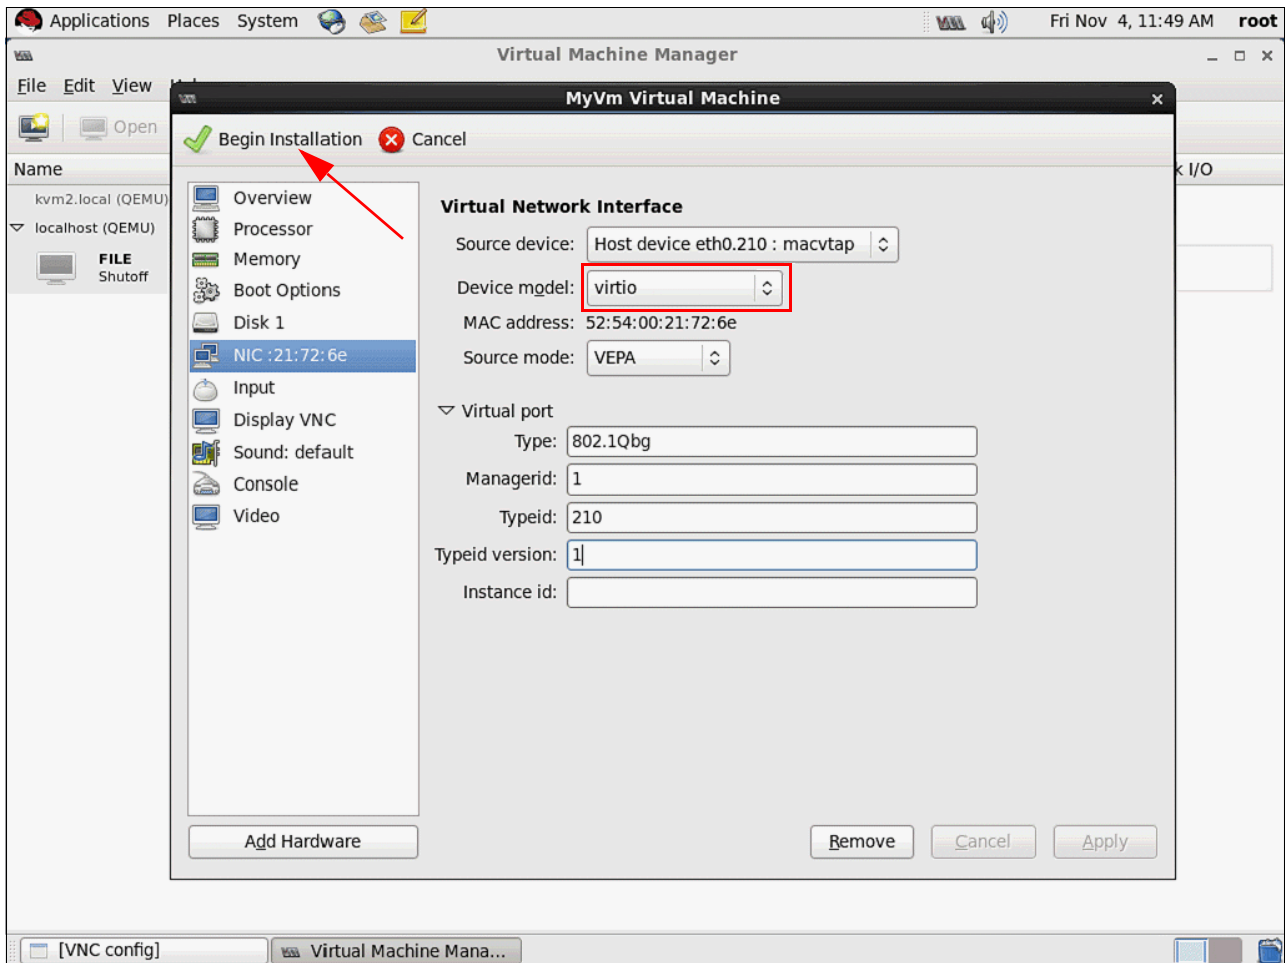 Applications Places System Fri Nov 4, 11:49 AM root
Virtual Machine Manager
File Edit View
MyVm Virtual Machine
Open
Begin Installation Cancel
Name
k I/O
kvm2.local (QEMU)
localhost (QEMU)
FILE
Shutoff
Overview
Processor
Memory
Boot Options
Disk 1
NIC :21:72:6e
Input
Display VNC
Sound: default
Console
Video
Add Hardware
Virtual Network Interface
Source device: Host device eth0.210 : macvtap
Device model: virtio
MAC address: 52:54:00:21:72:6e
Source mode: VEPA
Virtual port
Type: 802.1Qbg
Managerid: 1
Typeid: 210
Typeid version: 1
Instance id:
Remove Cancel Apply
[VNC config] Virtual Machine Mana...